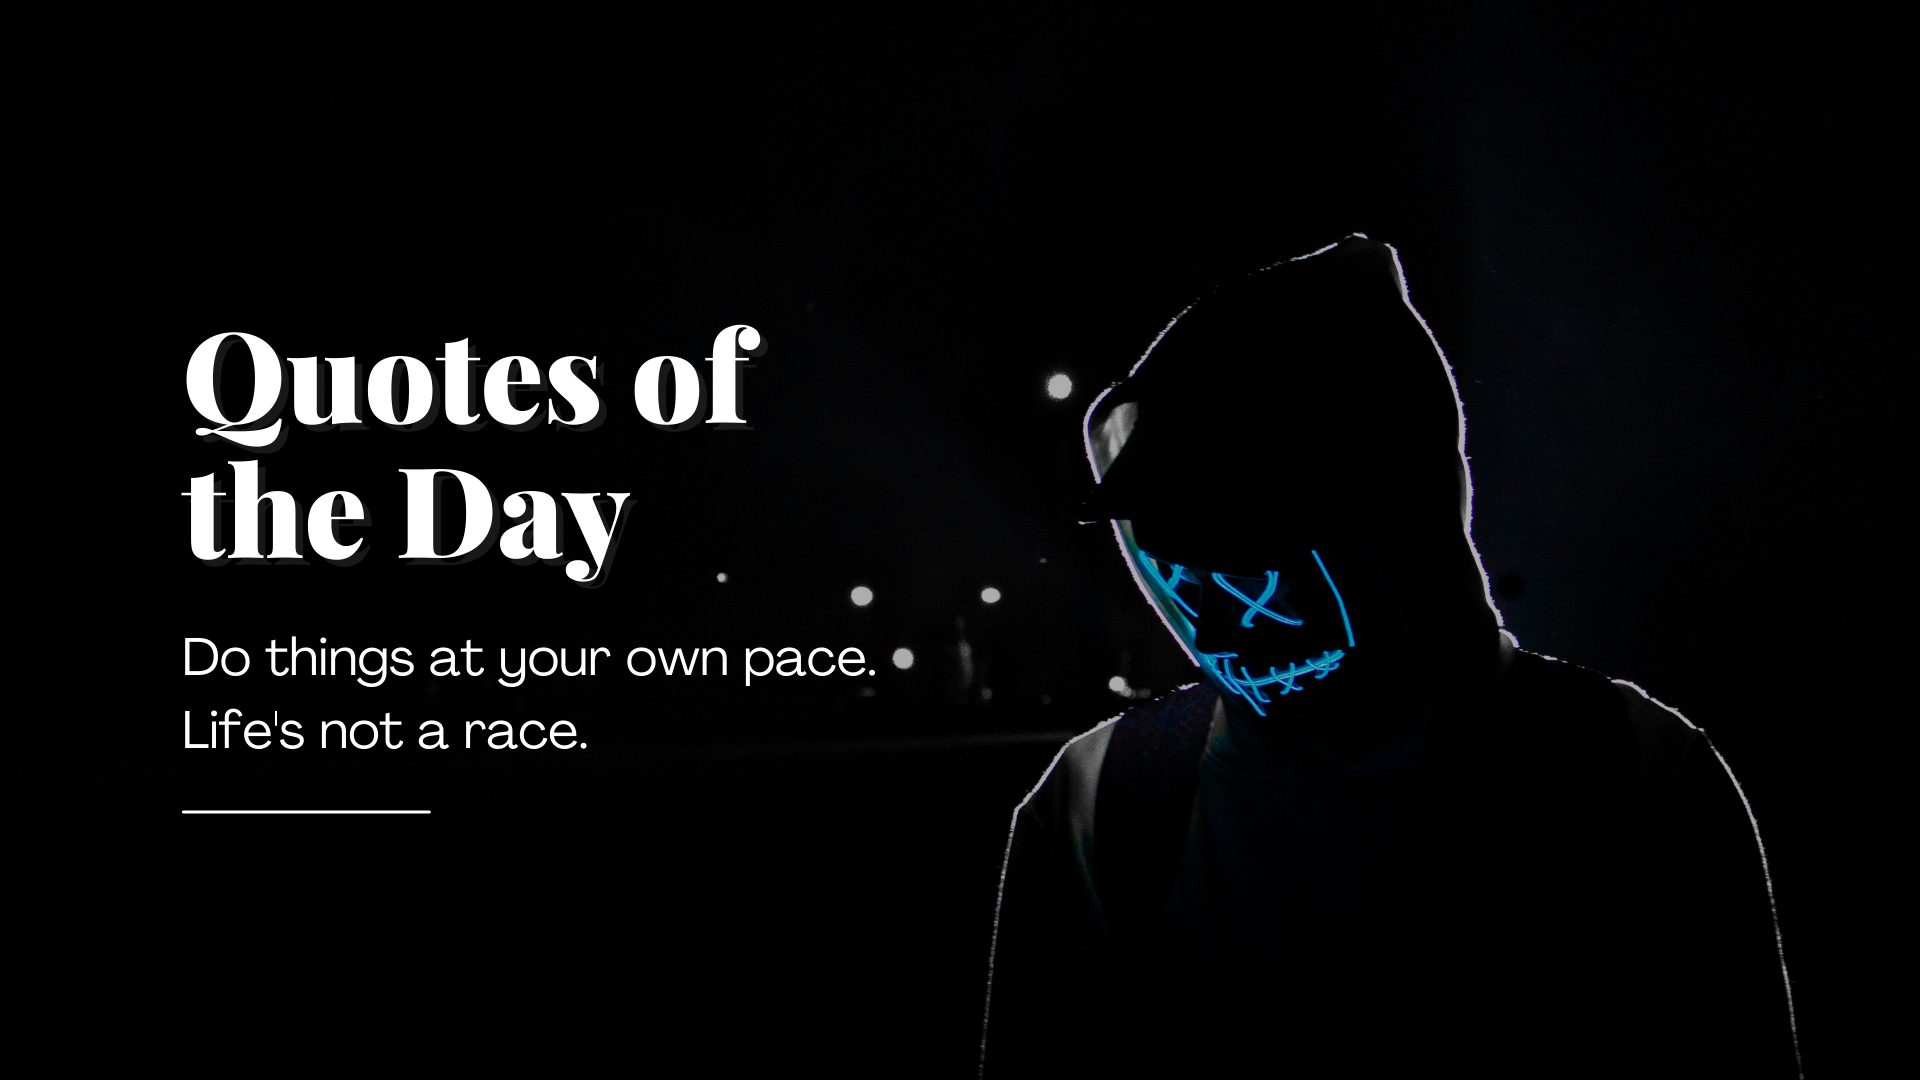 Quotes of
the Day
Do things at your own pace.
Life's not a race.